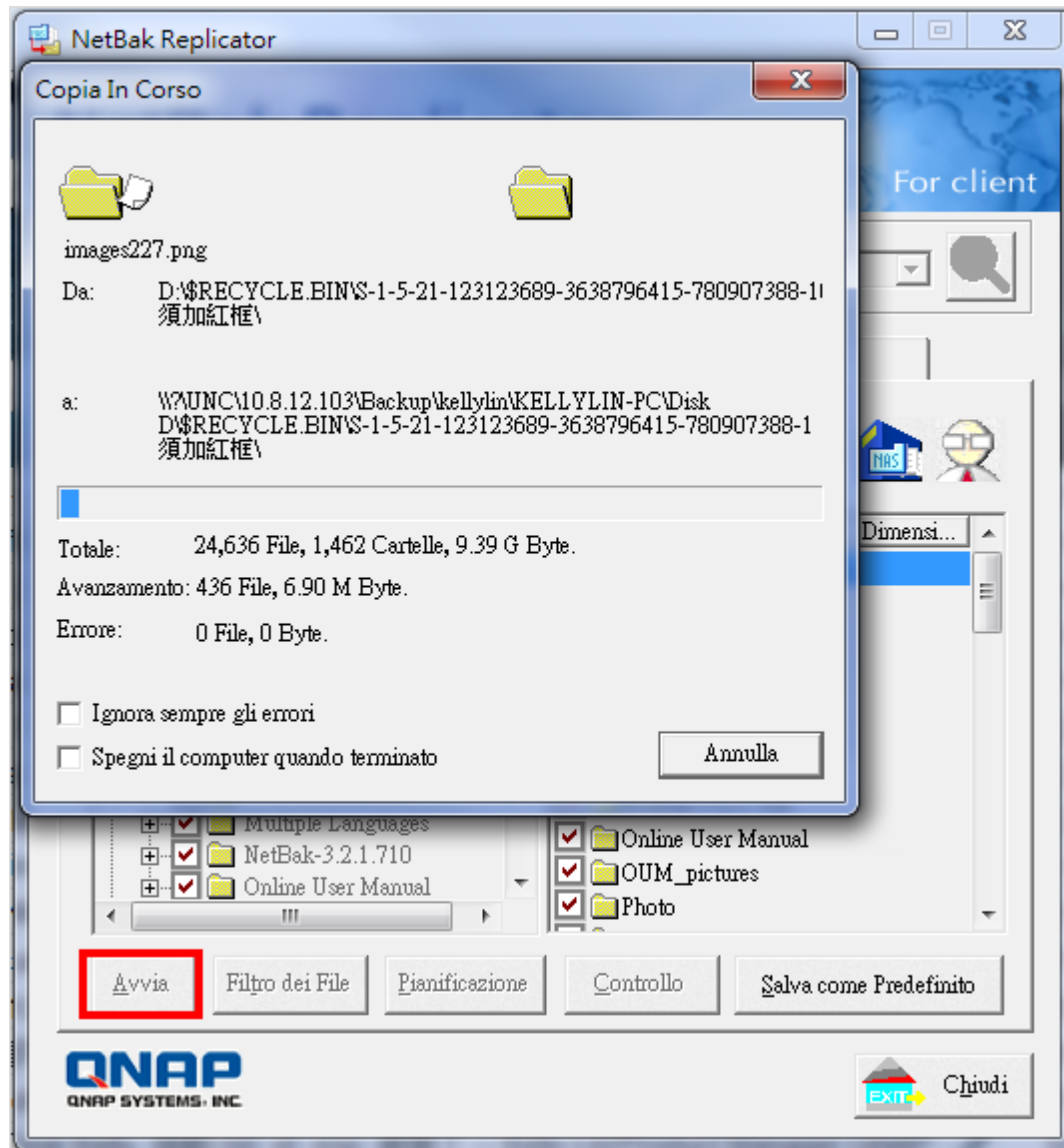 NetBak Replicator
Copia In Corso
For client
images227.png
Da: D:\$RECYCLE.BIN\S-1-5-21-123123689-3638796415-780907388-1
須加紅框\
a: \\?\UNC\10.8.12.103\Backup\kellylin\KELLYLIN-PC\Disk
D\$RECYCLE.BIN\S-1-5-21-123123689-3638796415-780907388-1
須加紅框\
NAS
Totale: 24,636 File, 1,462 Cartelle, 9.39 G Byte.
Dimensi...
Avanzamento: 436 File, 6.90 M Byte.
Errore: 0 File, 0 Byte.
Ignora sempre gli errori
Spegni il computer quando terminato
Annulla
Multiple Languages
NetBak-3.2.1.710
Online User Manual
Online User Manual
OUM_pictures
Photo
Avvia
Filtro dei File
Pianificazione
Controllo
Salva come Predefinito
QNAP
QNAP SYSTEMS, INC.
EXIT
Chiudi